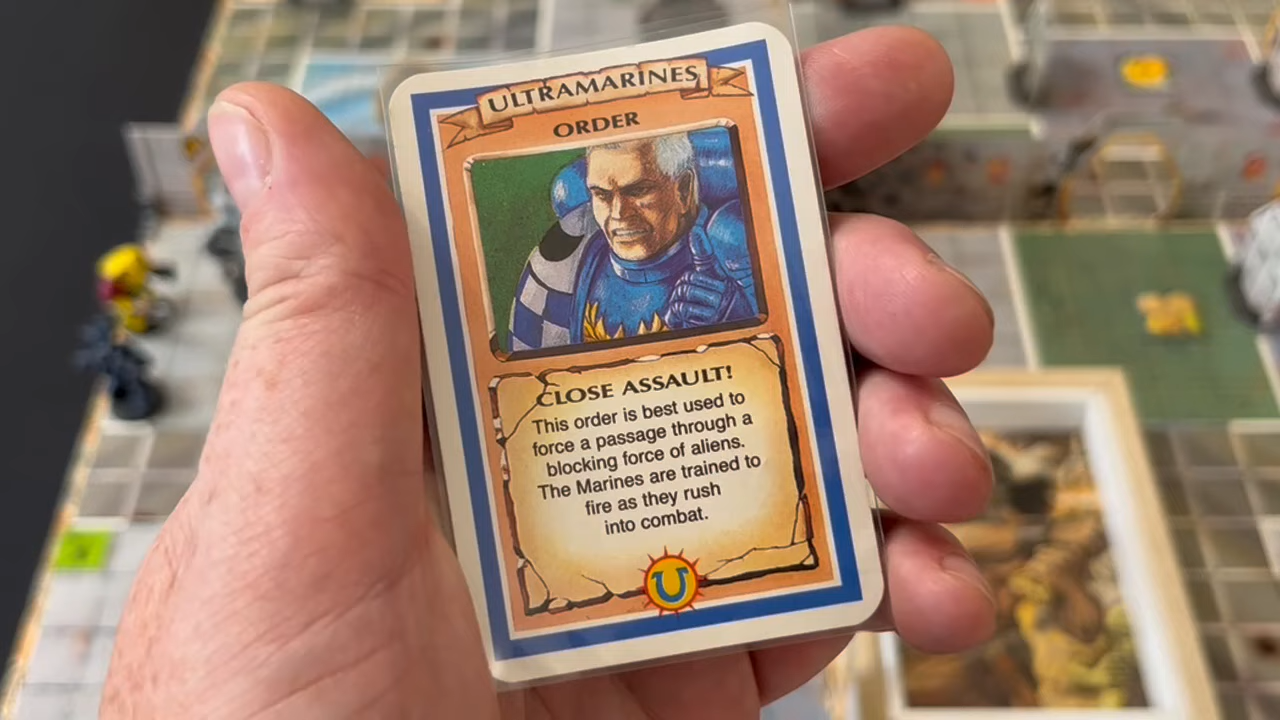 ULTRAMARINES
ORDER
CLOSE ASSAULT!
This order is best used to
force a passage through a
blocking force of aliens.
The Marines are trained to
fire as they rush
into combat.
U